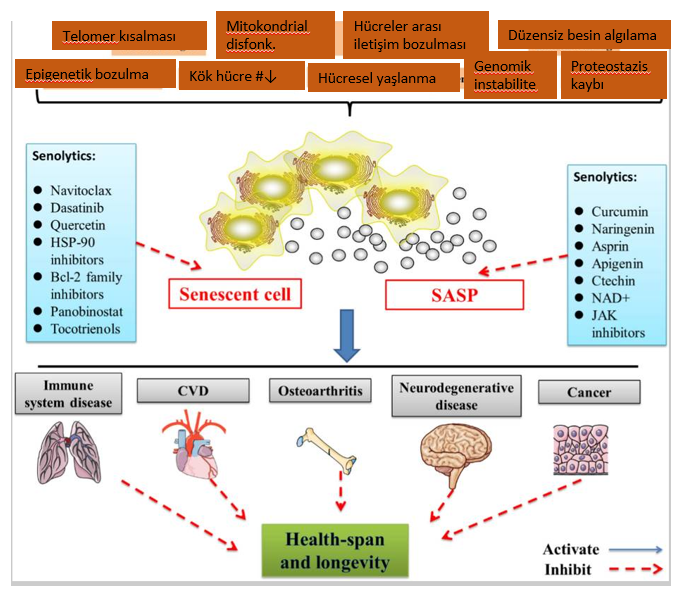 Telomer kısalması
Mitokondrial
disfonk.
Hücreler arası
iletişim bozulması
Düzensiz besin algılama
Epigenetik bozulma
Kök hücre #↓
Hücresel yaşlanma
Genomik
instabilite
Proteostazis
kaybı
Senolytics:
● Navitoclax
● Dasatinib
● Quercetin
● HSP-90
inhibitors
● Bcl-2 family
inhibitors
● Panobinostat
● Tocotrienols
Senescent cell
SASP
Senolytics:
● Curcumin
● Naringenin
● Asprin
● Apigenin
● Ctechin
● NAD+
● JAK
inhibitors
Immune
system disease
CVD
Osteoarthritis
Neurodegenerative
disease
Cancer
Health-span
and longevity
Activate
Inhibit